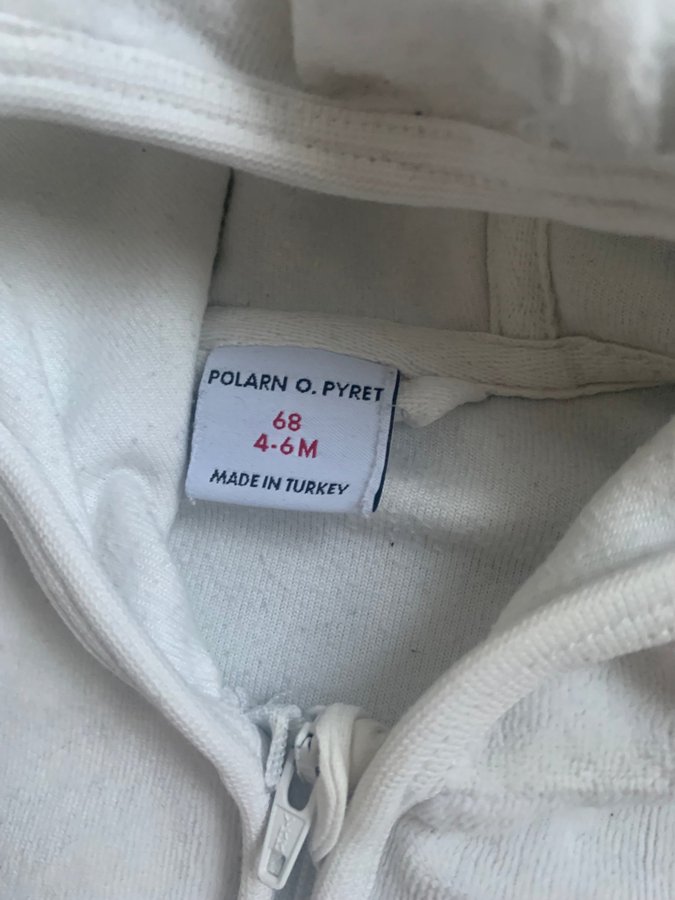 POLARN O. PYRET
68
4-6M
MADE IN TURKEY